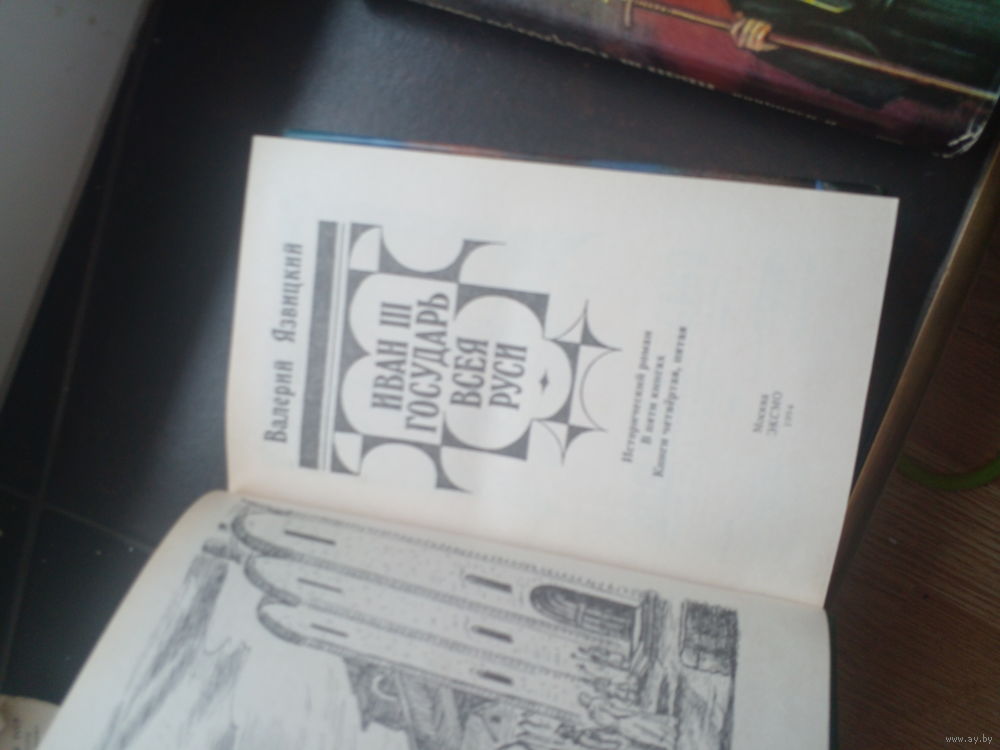 Валерий Язвицкий
ИВАН III
ГОСУДАРЬ
ВСЕЯ
РУСИ
Исторический роман
В пяти книгах
Книги четвёртая, пятая
Москва
ЭКСМО
1994
www.ay.by